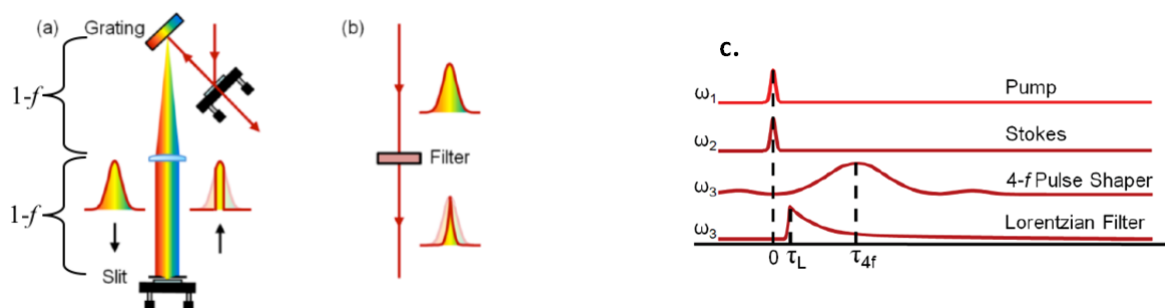 (a)
Grating
1-f
1-f
Slit
(b)
Filter
c.
ω₁ Pump
ω₂ Stokes
ω₃ 4-f Pulse Shaper
ω₃ Lorentzian Filter
0 τL τ4f